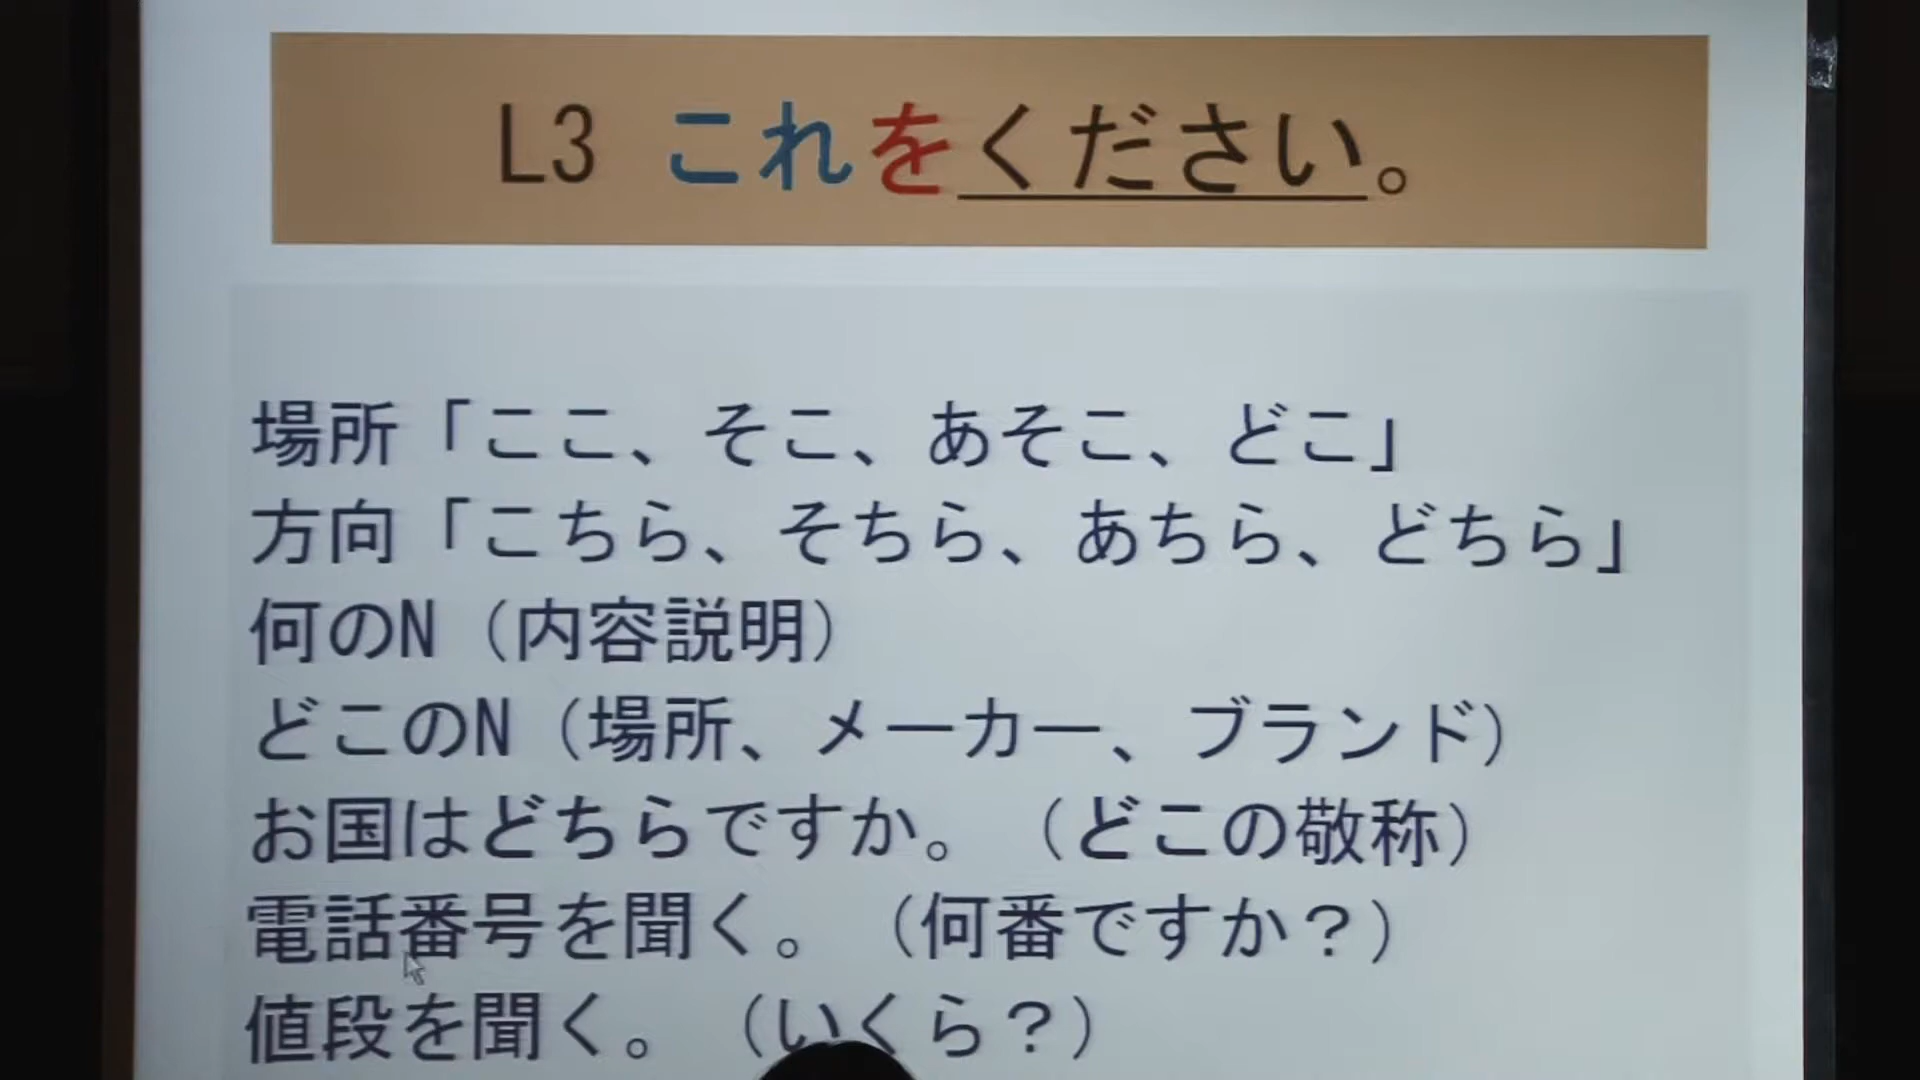 L3 これをください。
場所「ここ、そこ、あそこ、どこ」
方向「こちら、そちら、あちら、どちら」
何のN（内容説明）
どこのN（場所、メーカー、ブランド）
お国はどちらですか。（どこの敬称）
電話番号を聞く。（何番ですか？）
値段を聞く。（いくら？）